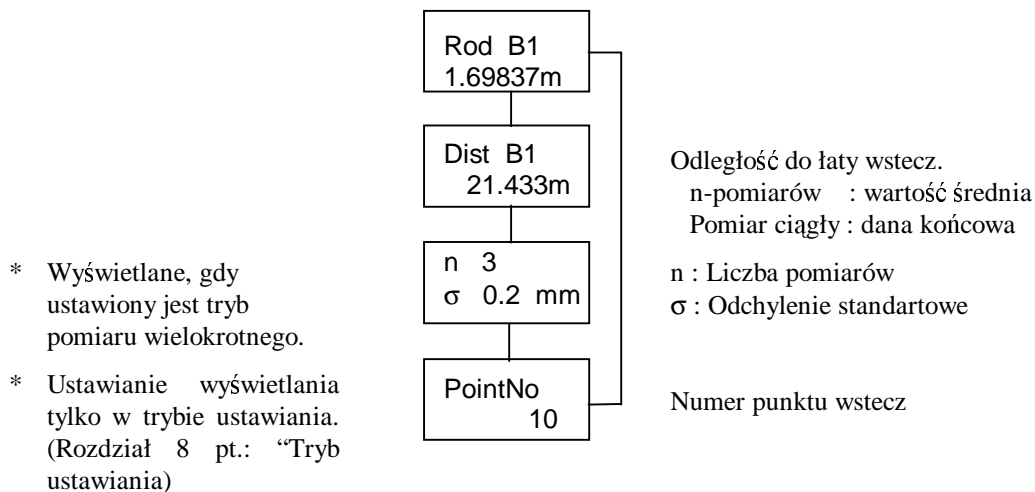 Rod B1
1.69837m
Dist B1
21.433m
Odległość do łaty wstecz.
n-pomiarów : wartość średnia
Pomiar ciągły : dana końcowa
* Wyświetlane, gdy
ustawiony jest tryb
pomiaru wielokrotnego.
n 3
σ 0.2 mm
n : Liczba pomiarów
σ : Odchylenie standartowe
* Ustawianie wyświetlania
tylko w trybie ustawiania.
(Rozdział 8 pt.: “Tryb
ustawiania)
PointNo
10
Numer punktu wstecz